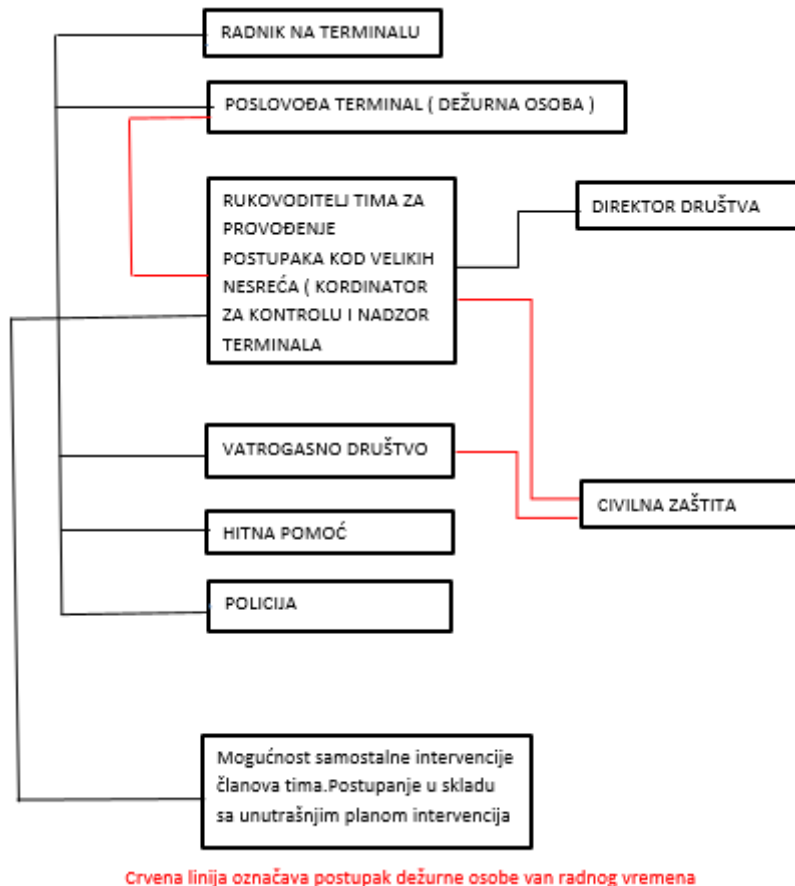 RADNIK NA TERMINALU
POSLOVOĐA TERMINAL ( DEŽURNA OSOBA )
RUKOVODITELJ TIMA ZA
PROVOĐENJE
POSTUPAKA KOD VELIKIH
NESREĆA ( KORDINATOR
ZA KONTROLU I NADZOR
TERMINALA
DIREKTOR DRUŠTVA
VATROGASNO DRUŠTVO
CIVILNA ZAŠTITA
HITNA POMOĆ
POLICIJA
Mogućnost samostalne intervencije
članova tima.Postupanje u skladu
sa unutrašnjim planom intervencija
Crvena linija označava postupak dežurne osobe van radnog vremena